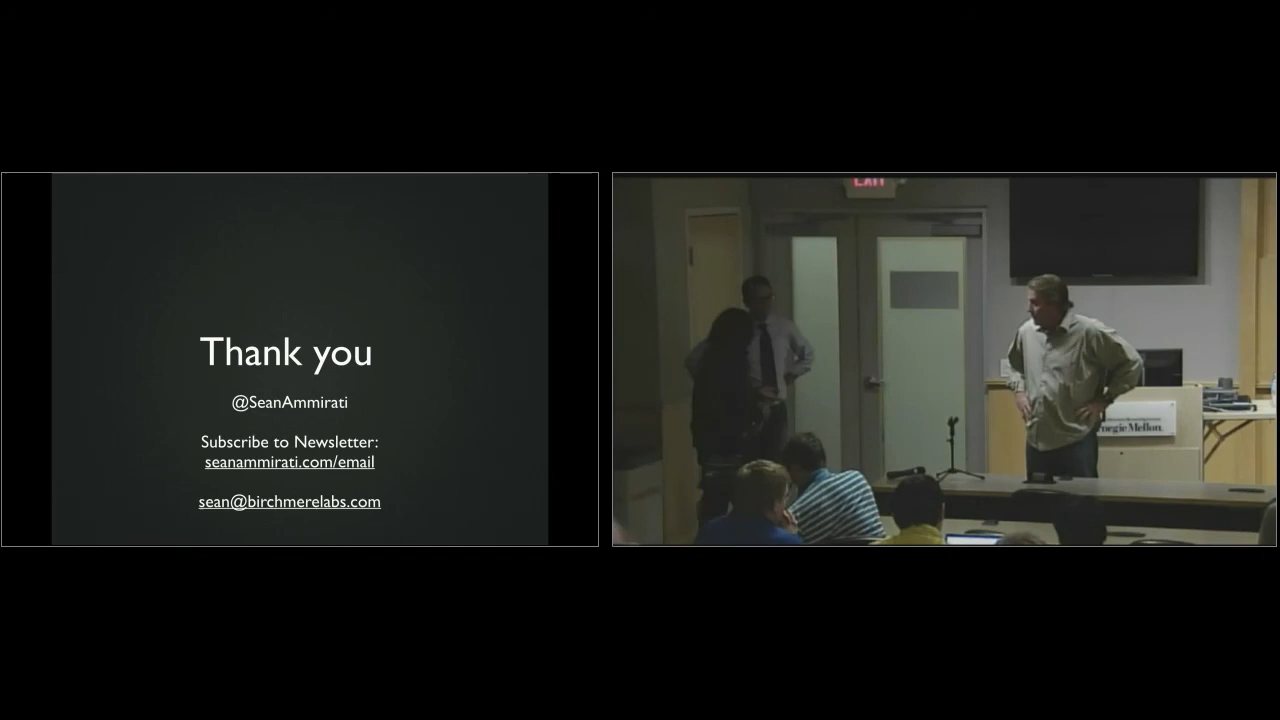 Thank you
@SeanAmmirati
Subscribe to Newsletter:
seanammirati.com/email
sean@birchmerelabs.com
EXIT
Carnegie Mellon.